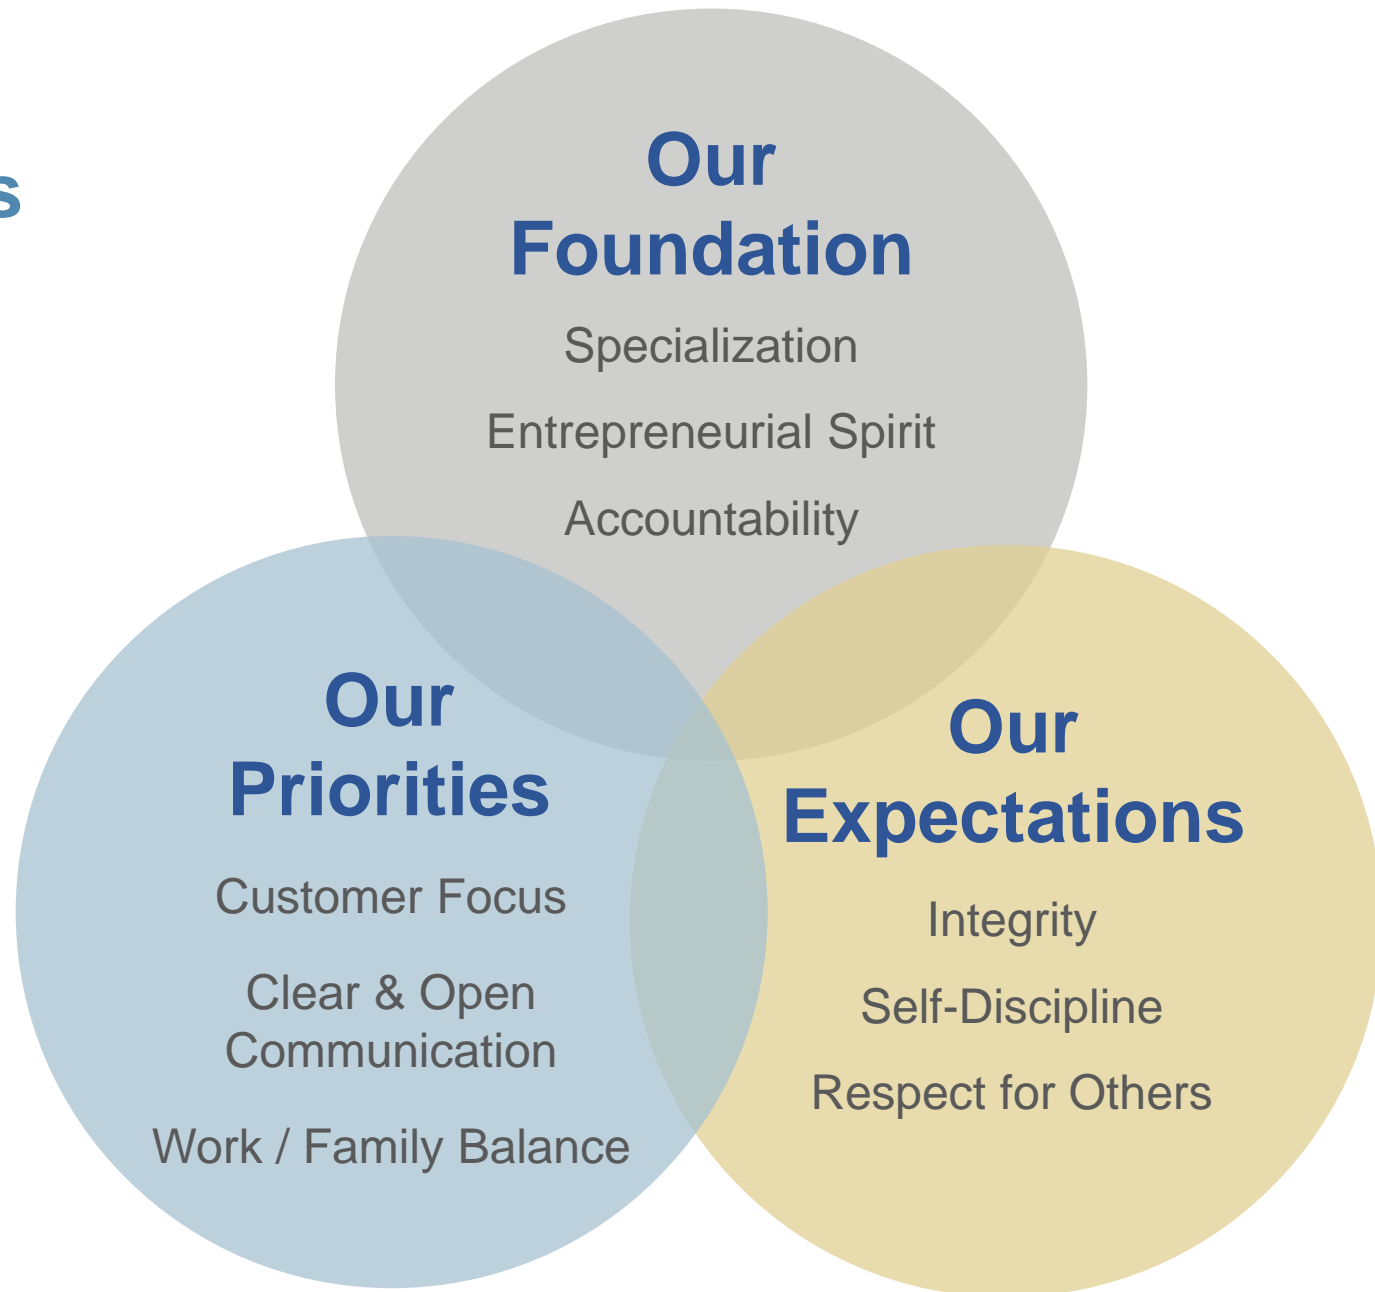 s
Our
Foundation
Specialization
Entrepreneurial Spirit
Accountability
Our
Priorities
Customer Focus
Clear & Open
Communication
Work / Family Balance
Our
Expectations
Integrity
Self-Discipline
Respect for Others